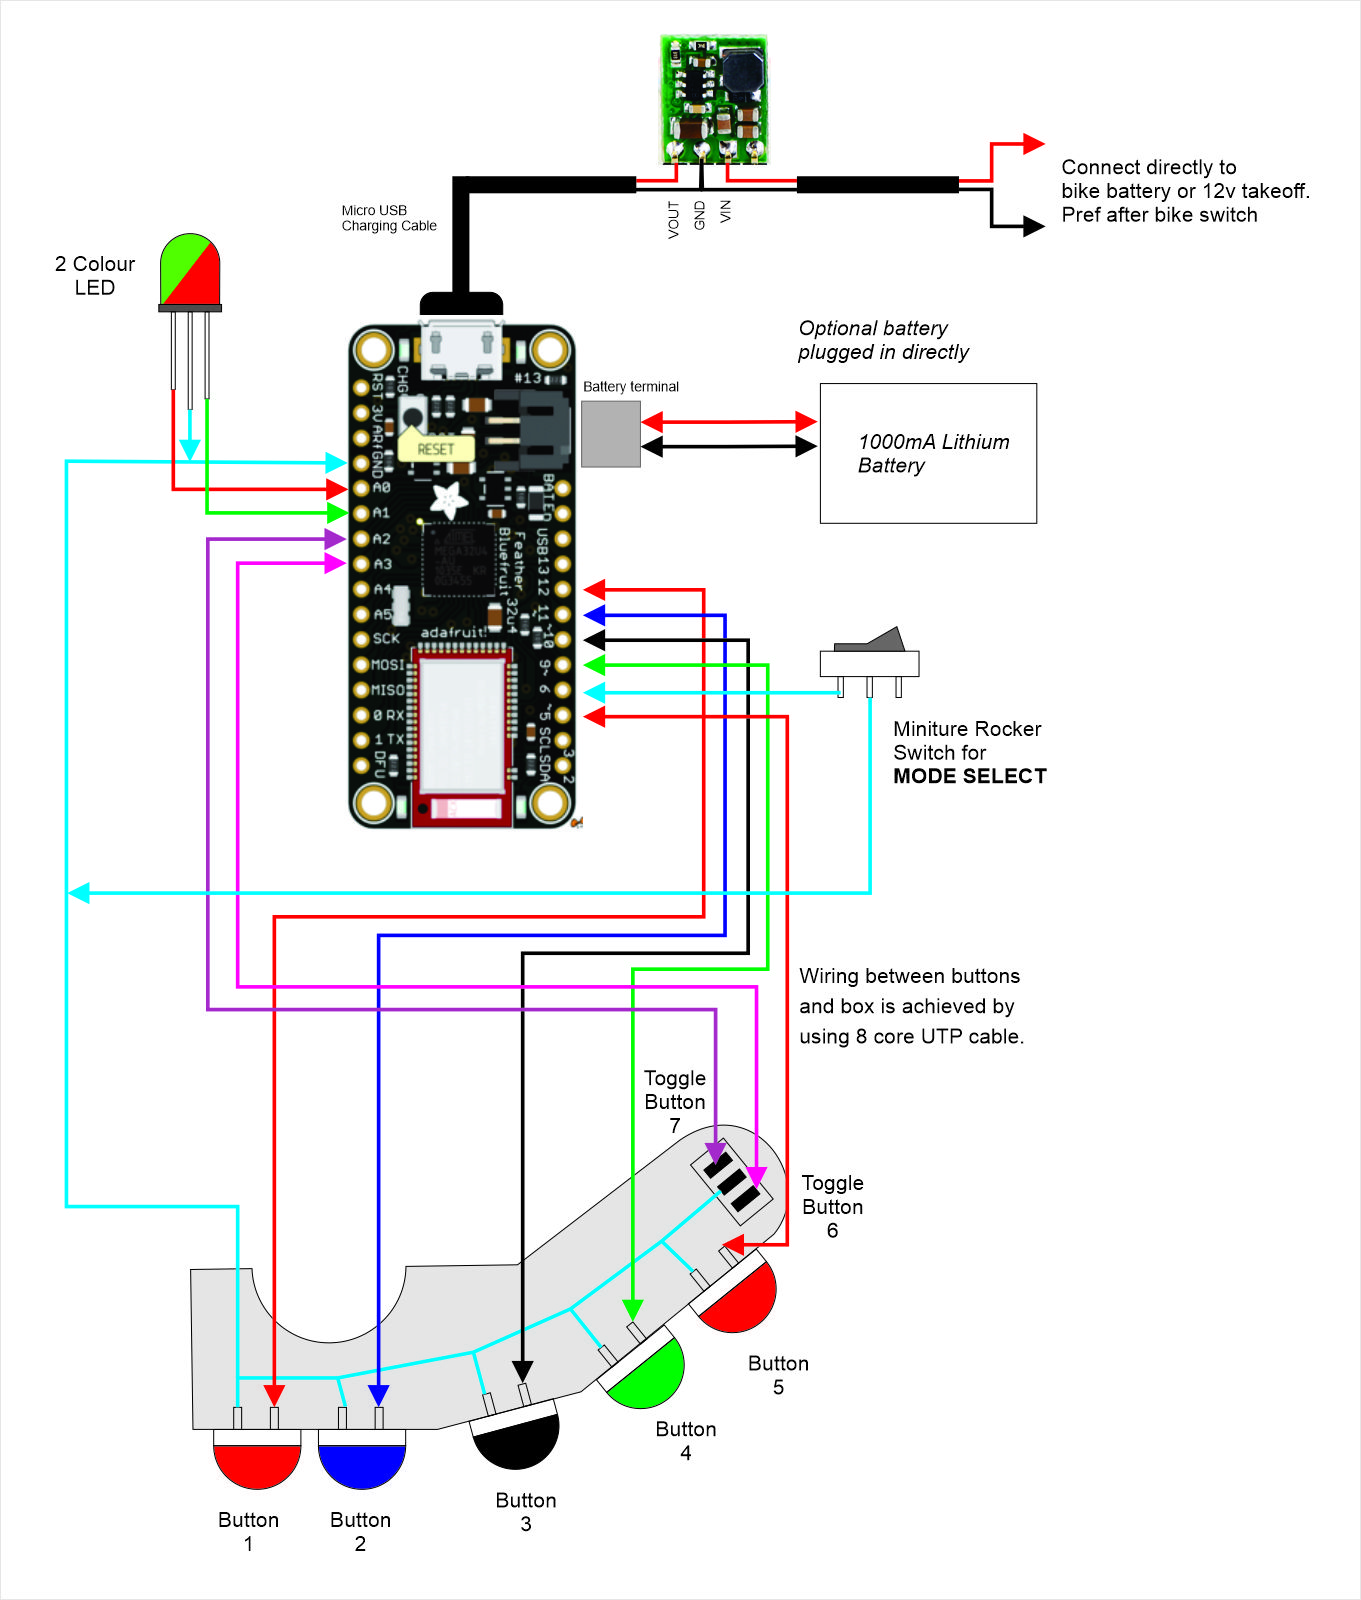 Connect directly to
bike battery or 12v takeoff.
Pref after bike switch
Micro USB
Charging Cable
VOUT
GND
VIN
2 Colour
LED
Optional battery
plugged in directly
Battery terminal
1000mA Lithium
Battery
#13
CHG
RESET
RST
3V
ARf
GND
A0
A1
A2
A3
A4
A5
SCK
MOSI
MISO
0 RX
1 TX
DFU
BAT
EN
USB
13
12
11
~10
9~
6
~5
SCL
3
SDA
2
Feather 32u4
Bluefruit
MEGA32U4
adafruit!
Miniture Rocker
Switch for
MODE SELECT
Wiring between buttons
and box is achieved by
using 8 core UTP cable.
Toggle
Button
7
Toggle
Button
6
Button
5
Button
4
Button
3
Button
1
Button
2